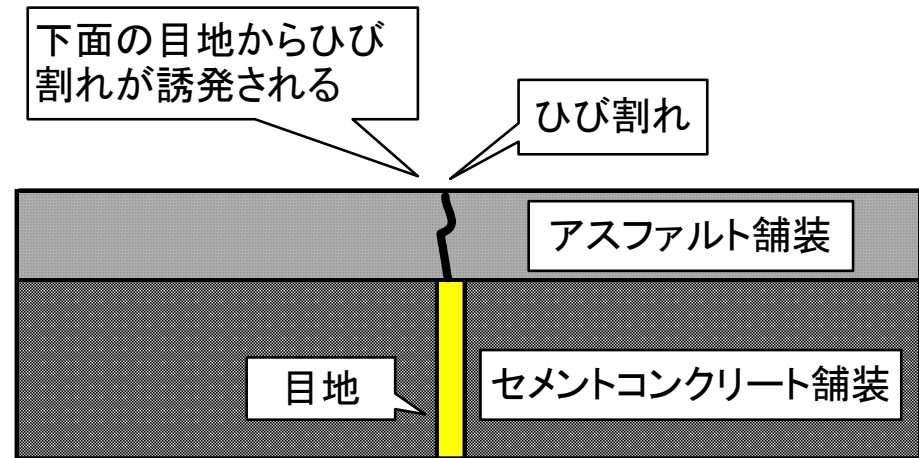 下面の目地からひび
割れが誘発される
ひび割れ
アスファルト舗装
目地
セメントコンクリート舗装